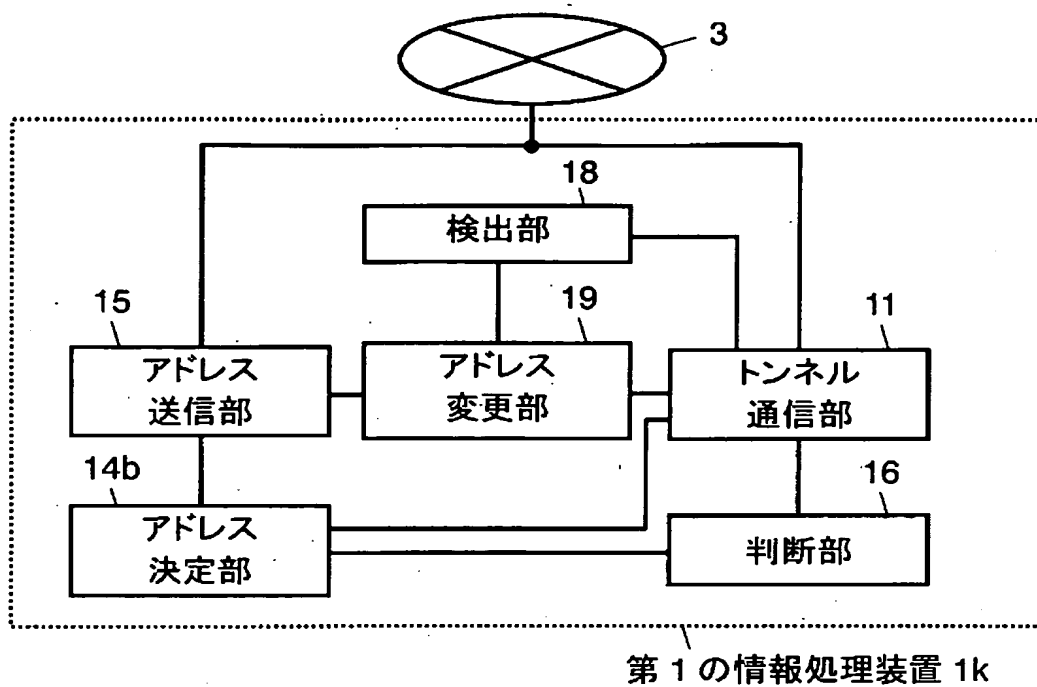 3
18
検出部
15
アドレス
送信部
19
アドレス
変更部
11
トンネル
通信部
14b
アドレス
決定部
16
判断部
第1の情報処理装置 1k